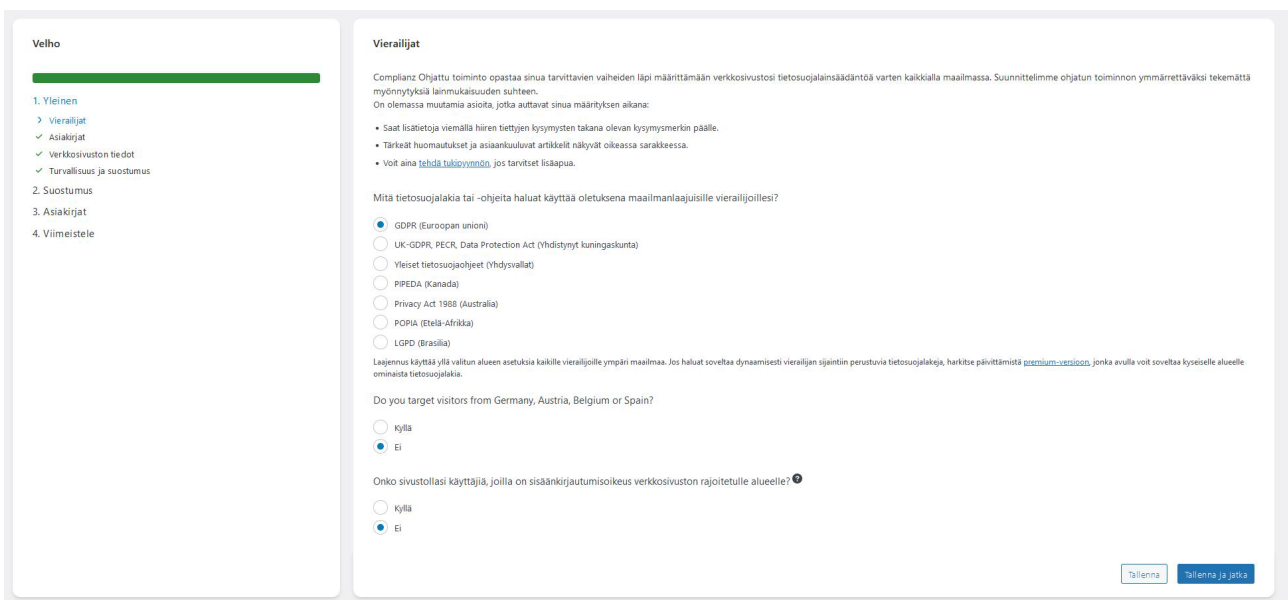 Velho
1. Yleinen
Vierailijat
Asiakirjat
Verkkosivuston tiedot
Turvallisuus ja suostumus
2. Suostumus
3. Asiakirjat
4. Viimeistele
Vierailijat
Complianz Ohjattu toiminto opastaa sinua tarvittavien vaiheiden läpi määrittämään verkkosivustosi tietosuojalainsäädäntöä varten kaikkialla maailmassa. Suunnittelimme ohjatun toiminnon ymmärrettäväksi tekemättä
myönnytyksiä lainmukaisuuden suhteen.
On olemassa muutamia asioita, jotka auttavat sinua määrityksen aikana:
• Saat lisätietoja viemällä hiiren tiettyjen kysymysten takana olevan kysymysmerkin päälle.
• Tärkeät huomautukset ja asiaankuuluvat artikkelit näkyvät oikeassa sarakkeessa.
• Voit aina tehdä tukipyynnön, jos tarvitset lisäapua.
Mitä tietosuojalakia tai -ohjeita haluat käyttää oletuksena maailmanlaajuisille vierailijoillesi?
GDPR (Euroopan unioni)
UK-GDPR, PECR, Data Protection Act (Yhdistynyt kuningaskunta)
Yleiset tietosuojaohjeet (Yhdysvallat)
PIPEDA (Kanada)
Privacy Act 1988 (Australia)
POPIA (Etelä-Afrikka)
LGPD (Brasilia)
Laajennus käyttää yllä valitun alueen asetuksia kaikille vierailijoille ympäri maailmaa. Jos haluat soveltaa dynaamisesti vierailijan sijaintiin perustuvia tietosuojalakeja, harkitse päivittämistä premium-versioon, jonka avulla voit soveltaa kyseiselle alueelle
ominaista tietosuojalakia.
Do you target visitors from Germany, Austria, Belgium or Spain?
Kyllä
Ei
Onko sivustollasi käyttäjiä, joilla on sisäänkirjautumisoikeus verkkosivuston rajoitetulle alueelle? ?
Kyllä
Ei
Tallenna
Tallenna ja jatka